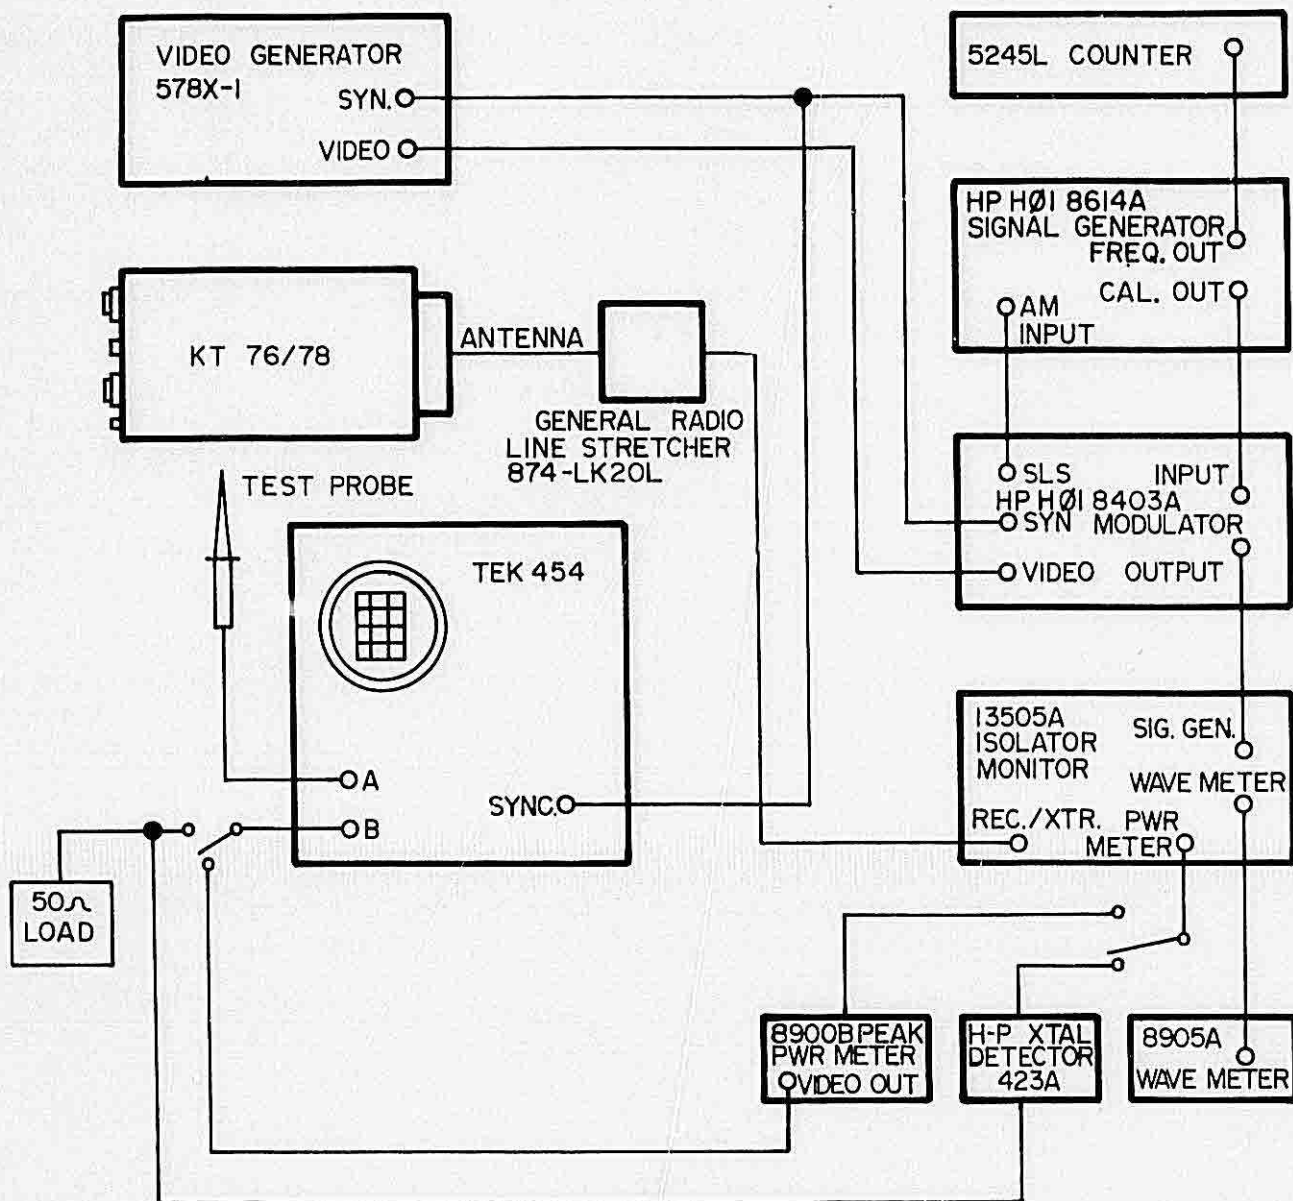 VIDEO GENERATOR
578X-1
SYN.
VIDEO
5245L COUNTER
HP HØ1 8614A
SIGNAL GENERATOR
FREQ. OUT
CAL. OUT
AM
INPUT
KT 76/78
ANTENNA
GENERAL RADIO
LINE STRETCHER
874-LK20L
SLS INPUT
HP HØ1 8403A
SYN MODULATOR
VIDEO OUTPUT
TEST PROBE
TEK 454
A
B
SYNC.
13505A
ISOLATOR
MONITOR
SIG. GEN.
WAVE METER
REC./XTR. PWR
METER
50Ω
LOAD
8900B PEAK
PWR METER
VIDEO OUT
H-P XTAL
DETECTOR
423A
8905A
WAVE METER